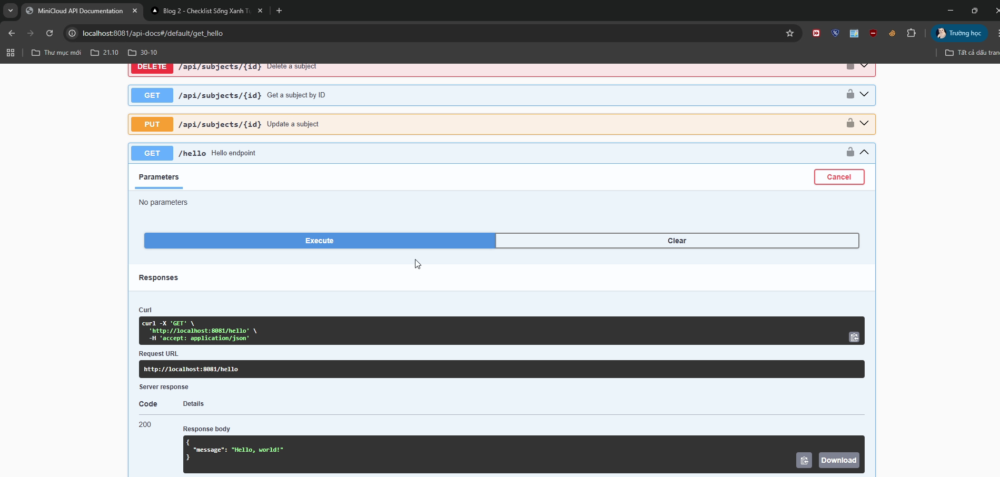 MiniCloud API Documentation
Blog 2 - Checklist Sống Xanh
localhost:8081/api-docs#/default/get_hello
Trường học
Thư mục mới
21.10
30-10
Tất cả dấu tran
DELETE /api/subjects/{id} Delete a subject
GET /api/subjects/{id} Get a subject by ID
PUT /api/subjects/{id} Update a subject
GET /hello Hello endpoint
Parameters
Cancel
No parameters
Execute
Clear
Responses
Curl
curl -X 'GET' \
'http://localhost:8081/hello' \
-H 'accept: application/json'
Request URL
http://localhost:8081/hello
Server response
Code Details
200
Response body
{
"message": "Hello, world!"
}
Download